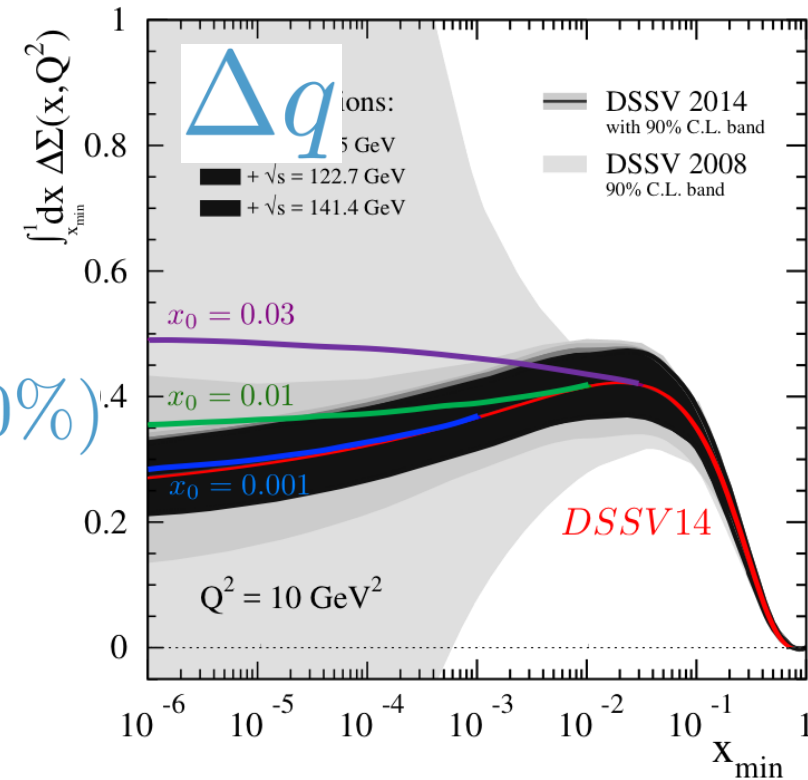 1
0.8
0.6
.4
0.2
0
∫¹ₓₘᵢₙ dx ΔΣ(x,Q²)
Δq
ions:
5 GeV
+ √s = 122.7 GeV
+ √s = 141.4 GeV
DSSV 2014
with 90% C.L. band
DSSV 2008
90% C.L. band
x₀ = 0.03
x₀ = 0.01
0%)
x₀ = 0.001
DSSV14
Q² = 10 GeV²
10⁻⁶ 10⁻⁵ 10⁻⁴ 10⁻³ 10⁻² 10⁻¹ 1
xₘᵢₙ